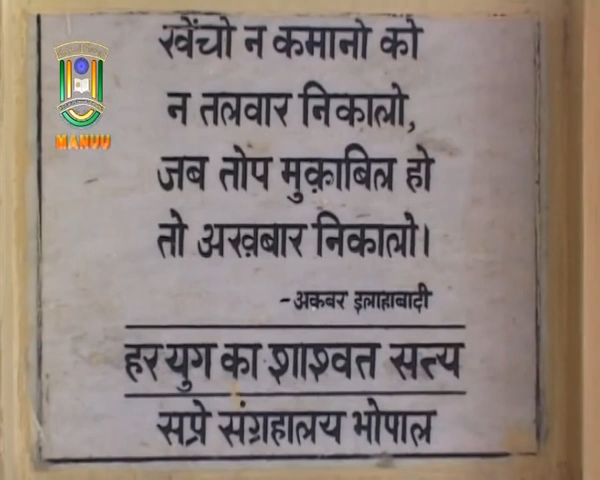 खेंचो न कमानो को
न तलवार निकालो,
जब तोप मुक़ाबिल हो
तो अख़बार निकालो।
-अकबर इलाहाबादी
हर युग का शाश्वत सत्य
सप्रे संग्रहालय भोपाल
MANUU